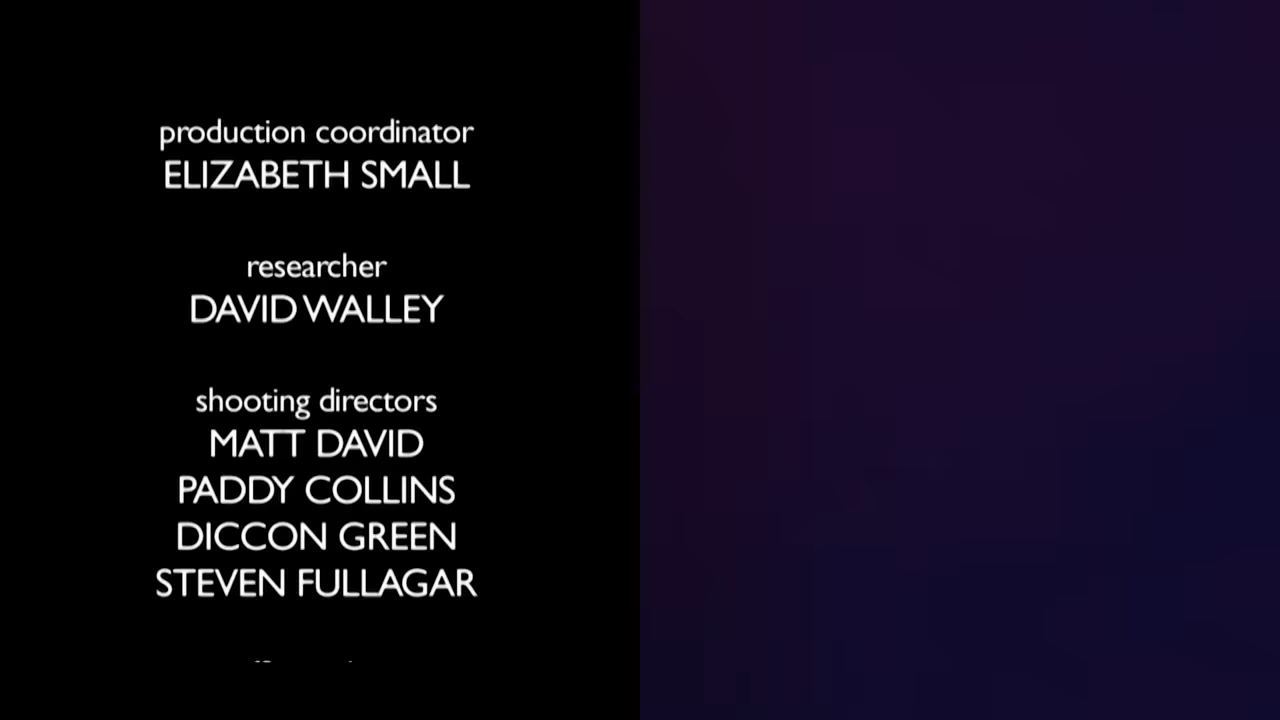 production coordinator
ELIZABETH SMALL
researcher
DAVID WALLEY
shooting directors
MATT DAVID
PADDY COLLINS
DICCON GREEN
STEVEN FULLAGAR